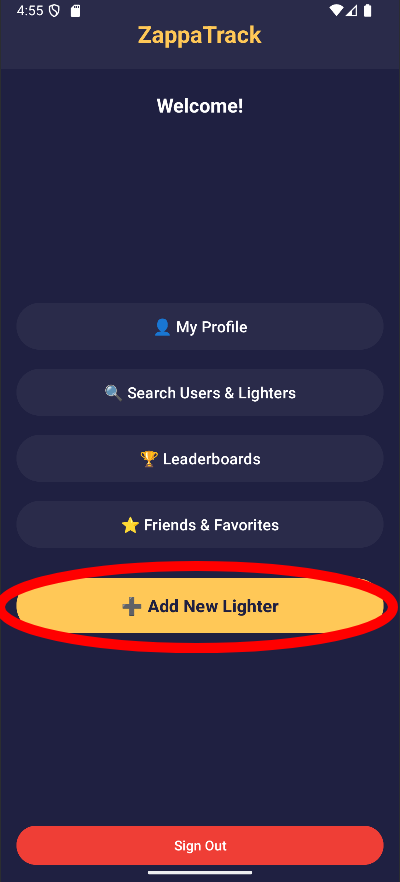 4:55
ZappaTrack
Welcome!
👤 My Profile
🔍 Search Users & Lighters
🏆 Leaderboards
⭐ Friends & Favorites
➕ Add New Lighter
Sign Out